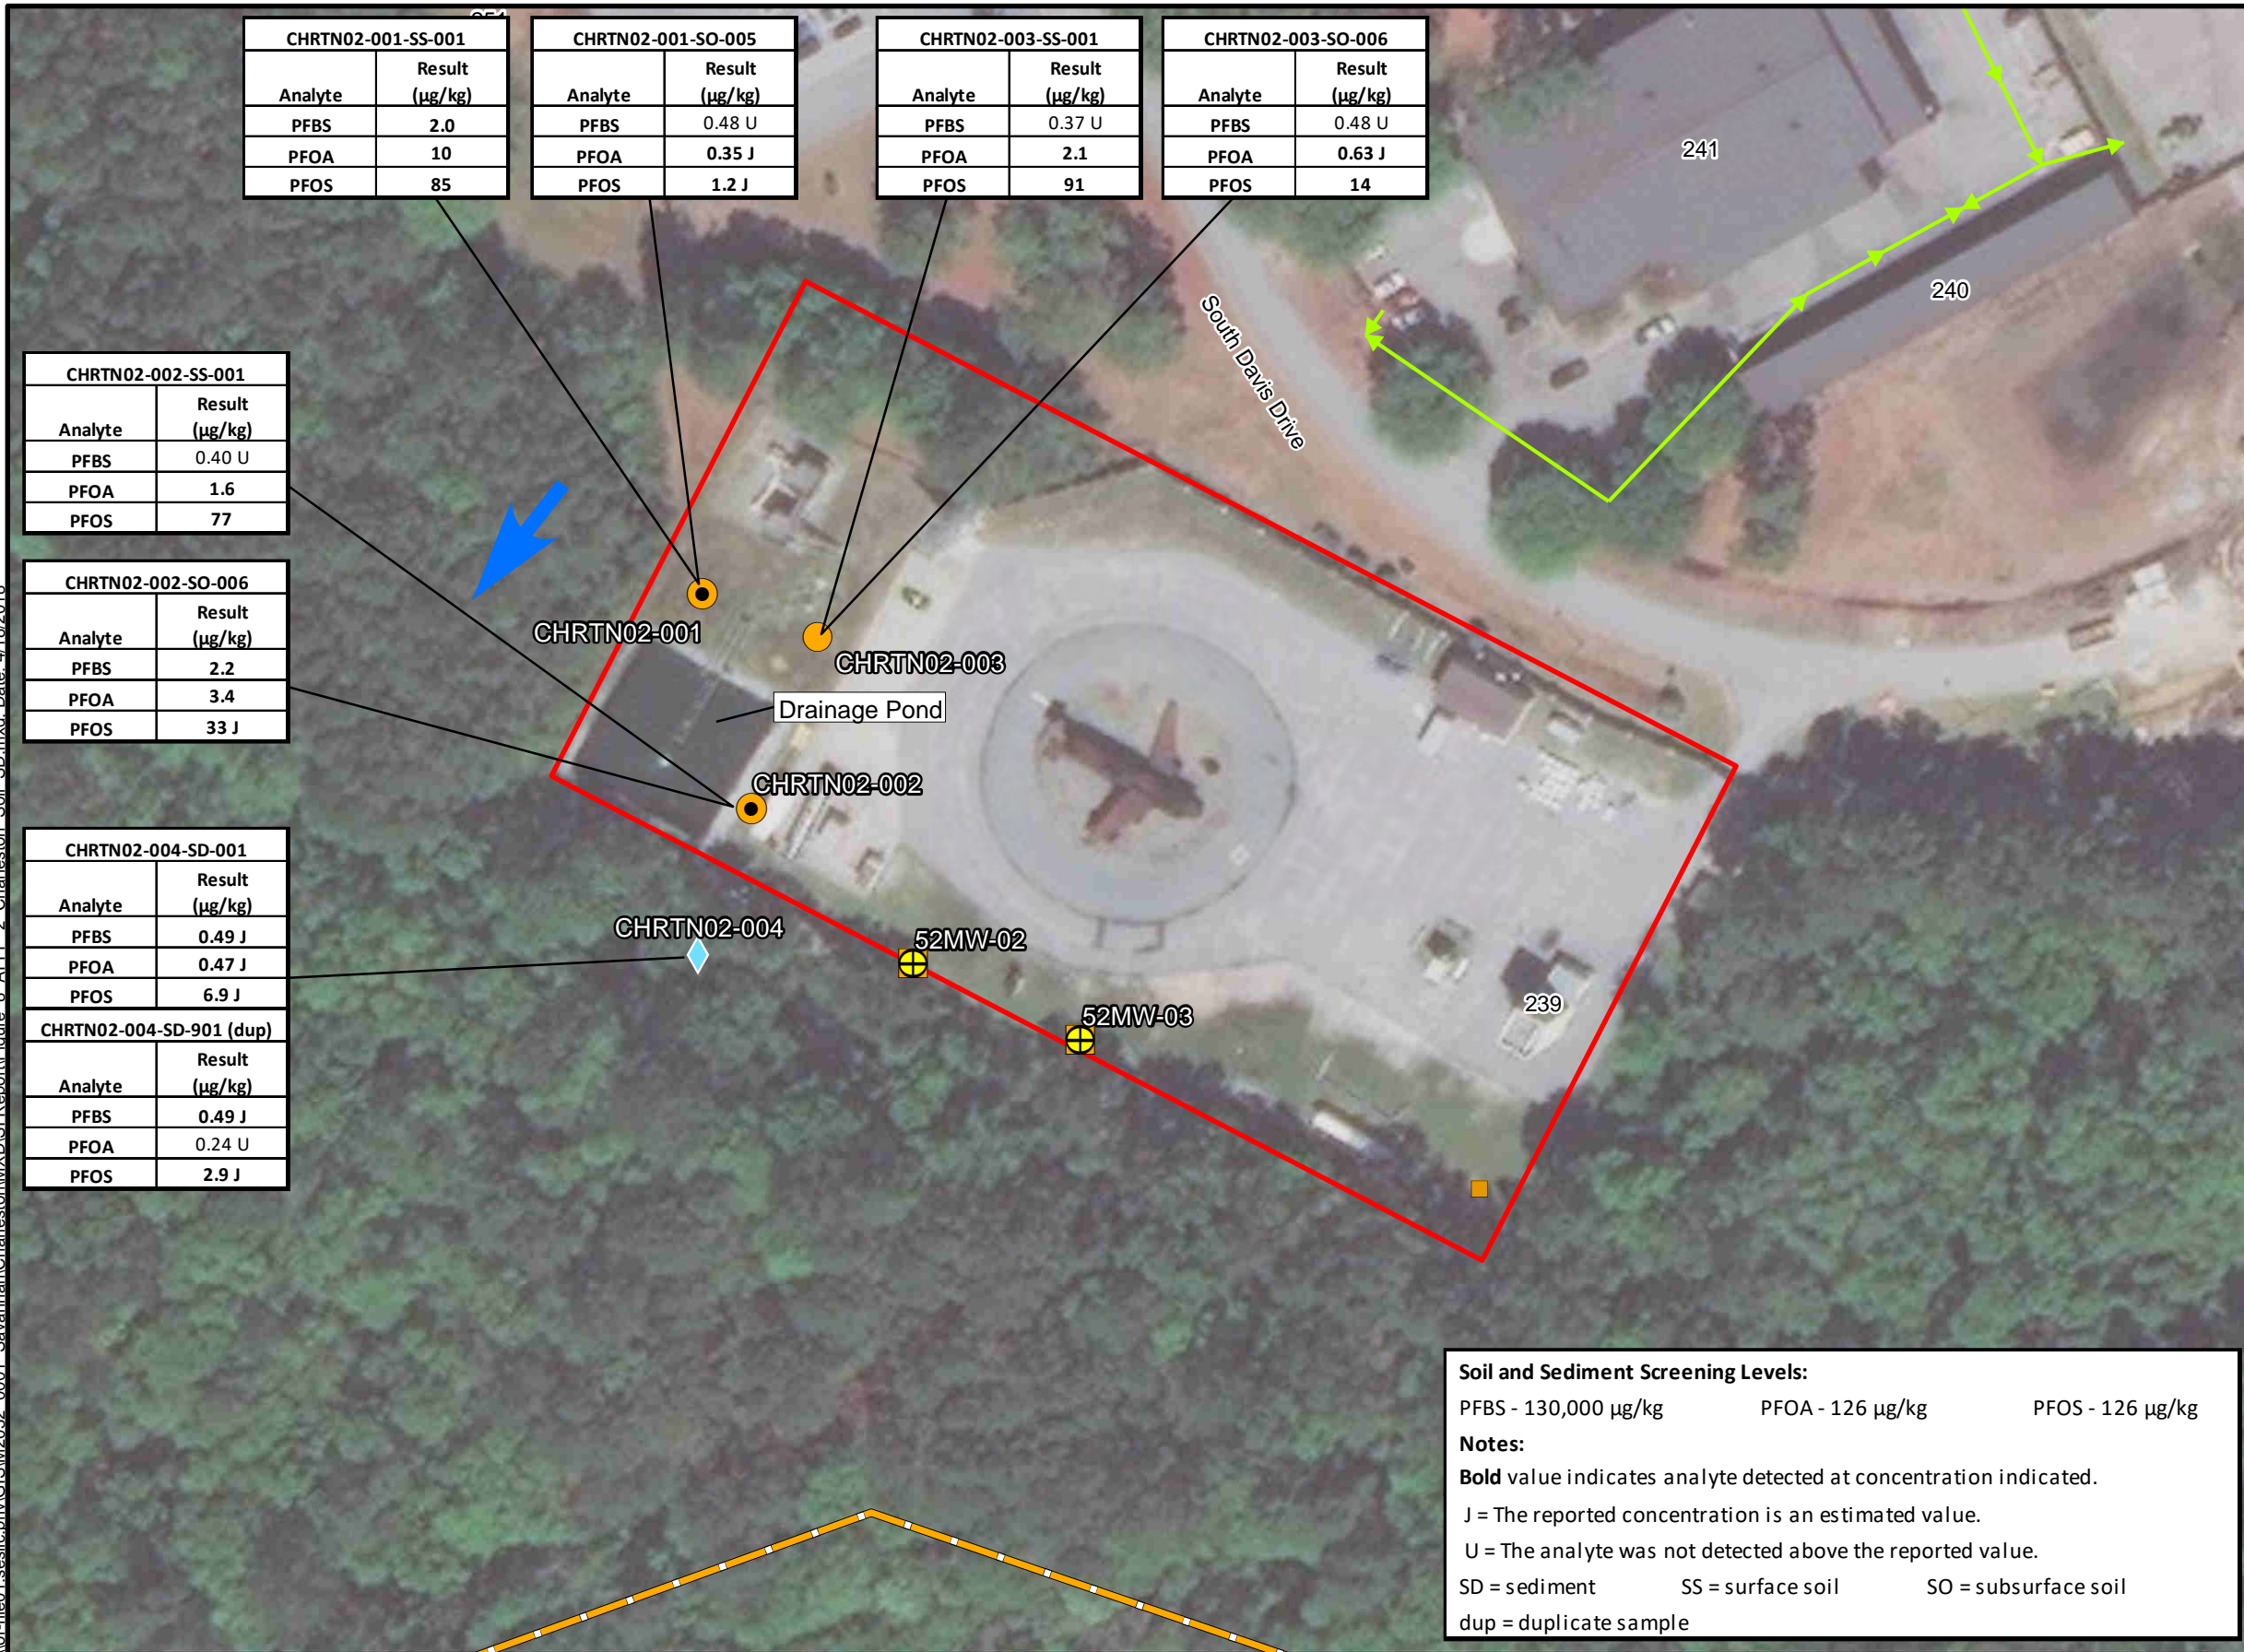 CHRTN02-001-SS-001
Analyte Result (µg/kg)
PFBS 2.0
PFOA 10
PFOS 85
CHRTN02-001-SO-005
Analyte Result (µg/kg)
PFBS 0.48 U
PFOA 0.35 J
PFOS 1.2 J
CHRTN02-003-SS-001
Analyte Result (µg/kg)
PFBS 0.37 U
PFOA 2.1
PFOS 91
CHRTN02-003-SO-006
Analyte Result (µg/kg)
PFBS 0.48 U
PFOA 0.63 J
PFOS 14
241
240
South Davis Drive
CHRTN02-002-SS-001
Analyte Result (µg/kg)
PFBS 0.40 U
PFOA 1.6
PFOS 77
CHRTN02-002-SO-006
Analyte Result (µg/kg)
PFBS 2.2
PFOA 3.4
PFOS 33 J
CHRTN02-001
CHRTN02-003
Drainage Pond
CHRTN02-002
CHRTN02-004-SD-001
Analyte Result (µg/kg)
PFBS 0.49 J
PFOA 0.47 J
PFOS 6.9 J
CHRTN02-004-SD-901 (dup)
Analyte Result (µg/kg)
PFBS 0.49 J
PFOA 0.24 U
PFOS 2.9 J
CHRTN02-004
52MW-02
52MW-03
239
Soil and Sediment Screening Levels:
PFBS - 130,000 µg/kg PFOA - 126 µg/kg PFOS - 126 µg/kg
Notes:
Bold value indicates analyte detected at concentration indicated.
J = The reported concentration is an estimated value.
U = The analyte was not detected above the reported value.
SD = sediment SS = surface soil SO = subsurface soil
dup = duplicate sample